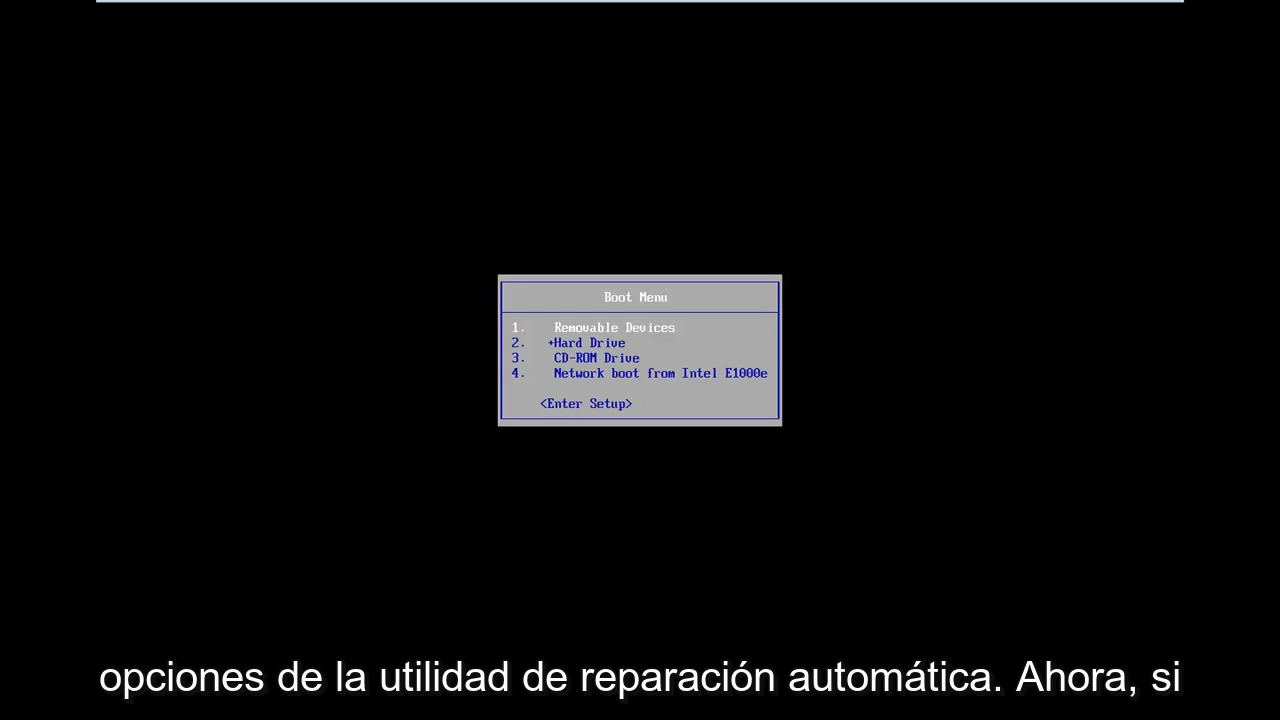 Boot Menu
1. Removable Devices
2. +Hard Drive
3. CD-ROM Drive
4. Network boot from Intel E1000e
<Enter Setup>
opciones de la utilidad de reparación automática. Ahora, si